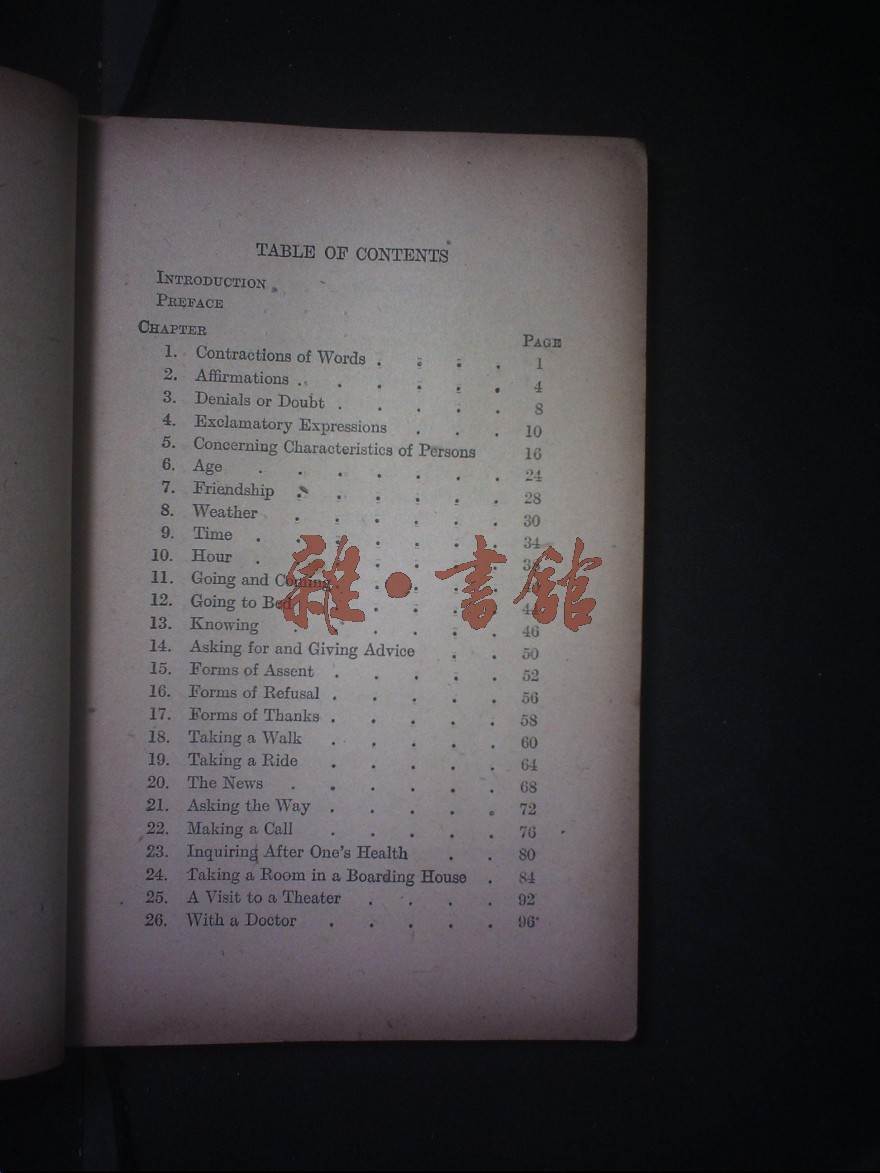 TABLE OF CONTENTS
INTRODUCTION
PREFACE
CHAPTER PAGE
1. Contractions of Words . . . . 1
2. Affirmations . . . . . . 4
3. Denials or Doubt . . . . . 8
4. Exclamatory Expressions . . . 10
5. Concerning Characteristics of Persons 16
6. Age . . . . . . . 24
7. Friendship . . . . . . 28
8. Weather . . . . . . 30
9. Time . . . . . . . 34
10. Hour . . . . . . .
11. Going and Coming . . . . .
12. Going to Bed . . . . .
13. Knowing . . . . . . 46
14. Asking for and Giving Advice . . 50
15. Forms of Assent . . . . . 52
16. Forms of Refusal . . . . . 56
17. Forms of Thanks . . . . . 58
18. Taking a Walk . . . . . 60
19. Taking a Ride . . . . . 64
20. The News . . . . . . 68
21. Asking the Way . . . . . 72
22. Making a Call . . . . . 76
23. Inquiring After One's Health . . 80
24. Taking a Room in a Boarding House . 84
25. A Visit to a Theater . . . . 92
26. With a Doctor . . . . . 96
雜·書館